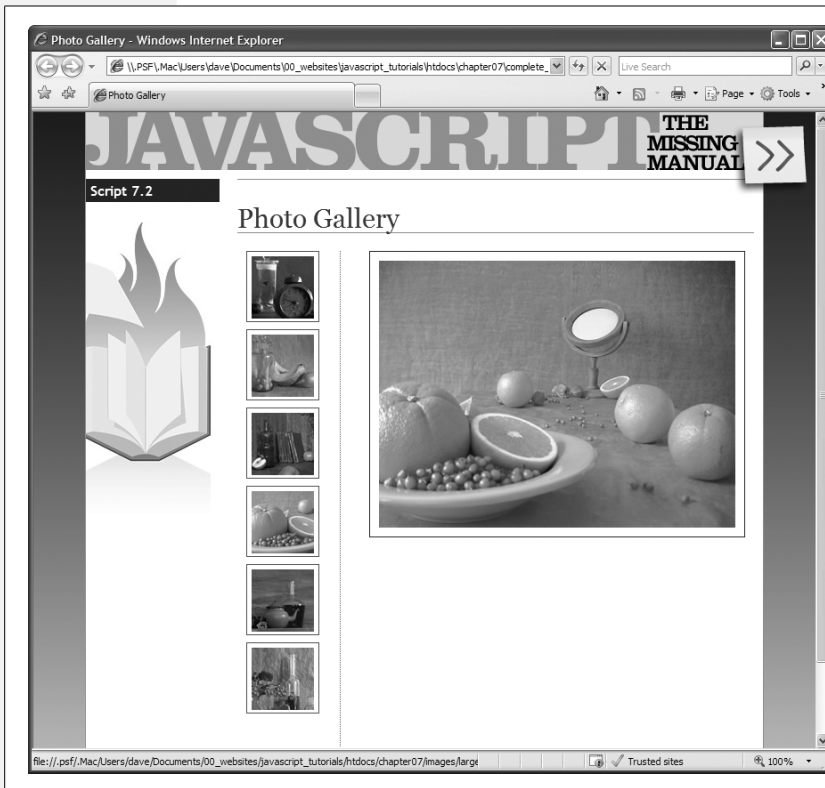 Photo Gallery - Windows Internet Explorer
\\.PSF\.Mac\Users\dave\Documents\00_websites\javascript_tutorials\htdocs\chapter07\complete_
Live Search
Photo Gallery
Page
Tools
JAVASCRIPT
THE
MISSING
MANUAL
Script 7.2
Photo Gallery
file://.psf/.Mac/Users/dave/Documents/00_websites/javascript_tutorials/htdocs/chapter07/images/large
Trusted sites
100%